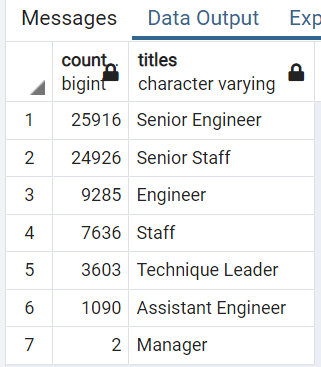 Messages Data Output Exp
count titles
bigint character varying
1 25916 Senior Engineer
2 24926 Senior Staff
3 9285 Engineer
4 7636 Staff
5 3603 Technique Leader
6 1090 Assistant Engineer
7 2 Manager